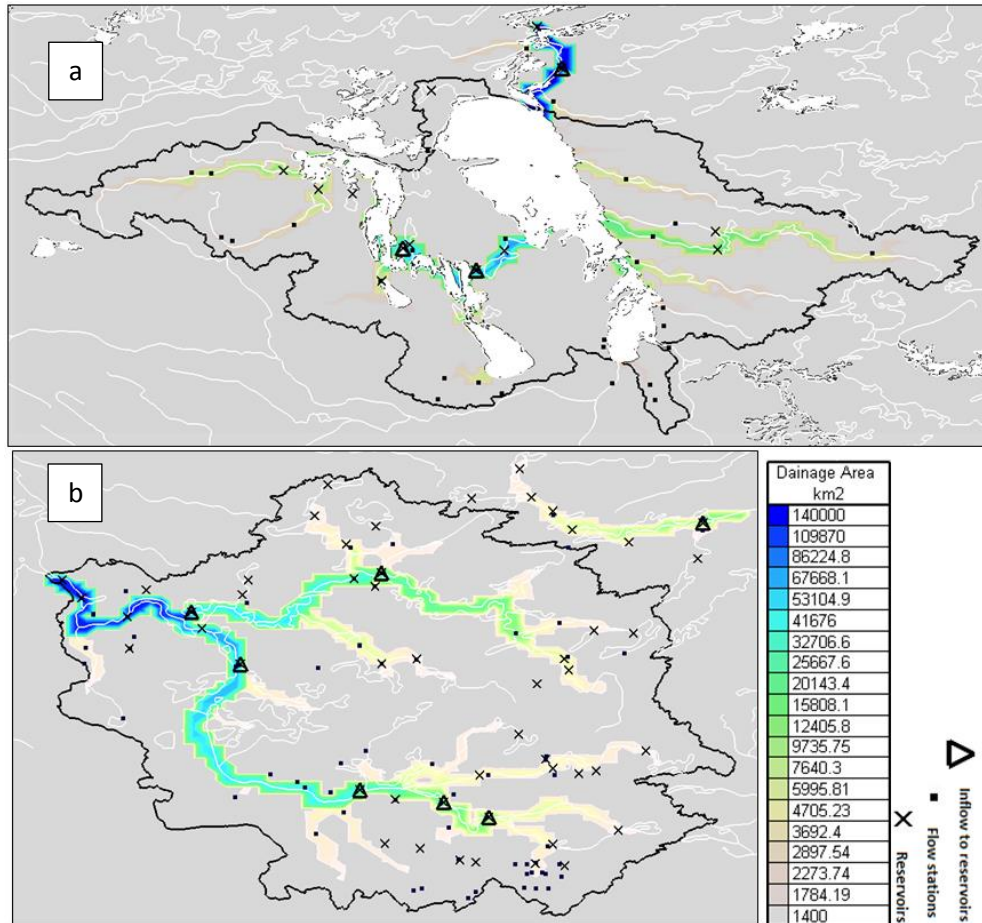 a
b
Dainage Area
km2
140000
109870
86224.8
67668.1
53104.9
41676
32706.6
25667.6
20143.4
15808.1
12405.8
9735.75
7640.3
5995.81
4705.23
3692.4
2897.54
2273.74
1784.19
1400
Inflow to reservoirs
Flow stations
Reservoirs